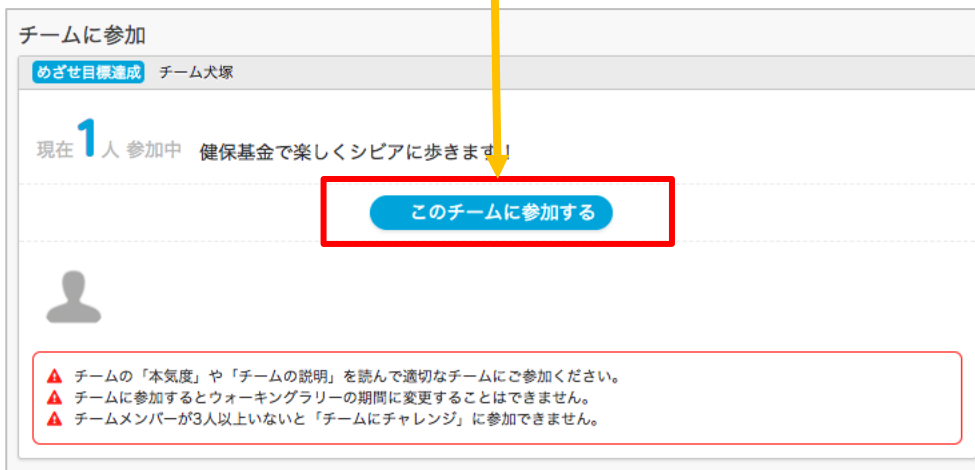 チームに参加
めざせ目標達成 チーム犬塚
現在1人 参加中 健保基金で楽しくシビアに歩きます!
このチームに参加する
チームの「本気度」や「チームの説明」を読んで適切なチームにご参加ください。
チームに参加するとウォーキングラリーの期間に変更することはできません。
チームメンバーが3人以上いないと「チームにチャレンジ」に参加できません。